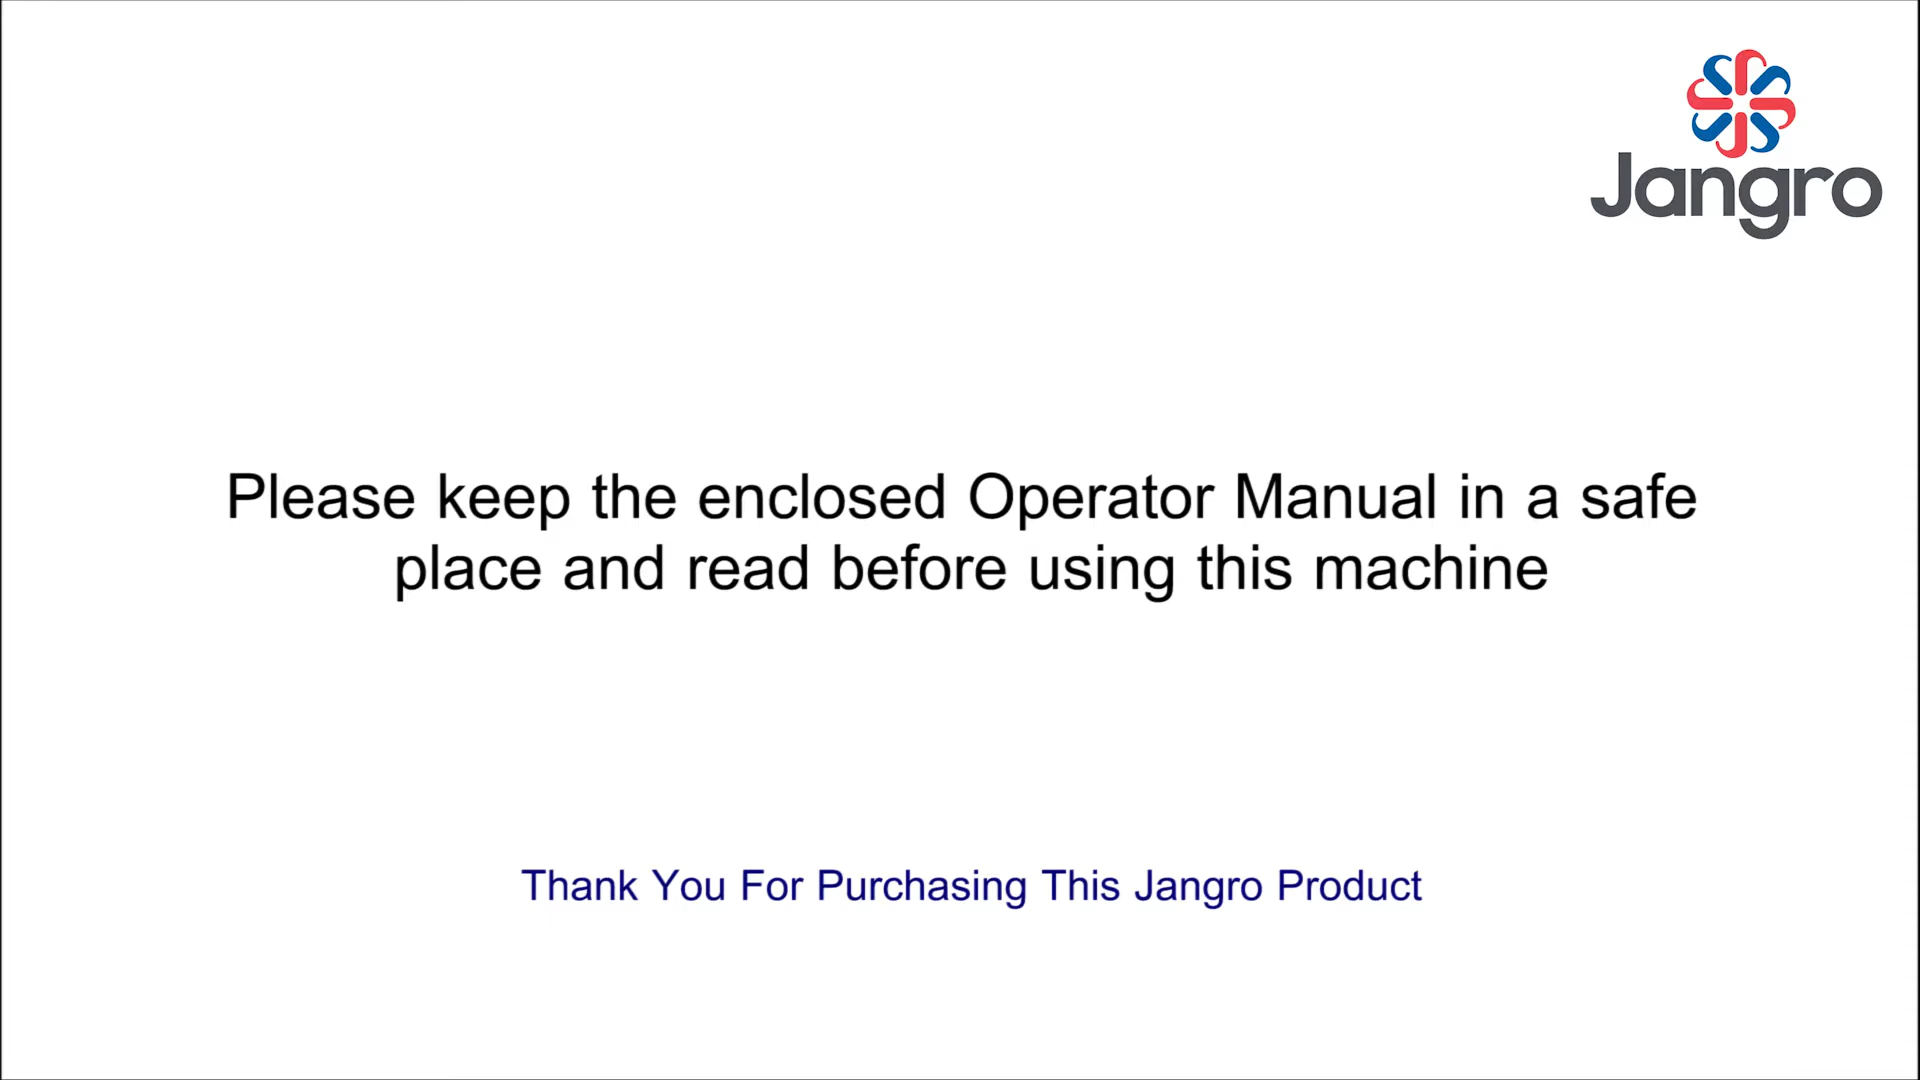 Jangro
Please keep the enclosed Operator Manual in a safe
place and read before using this machine
Thank You For Purchasing This Jangro Product